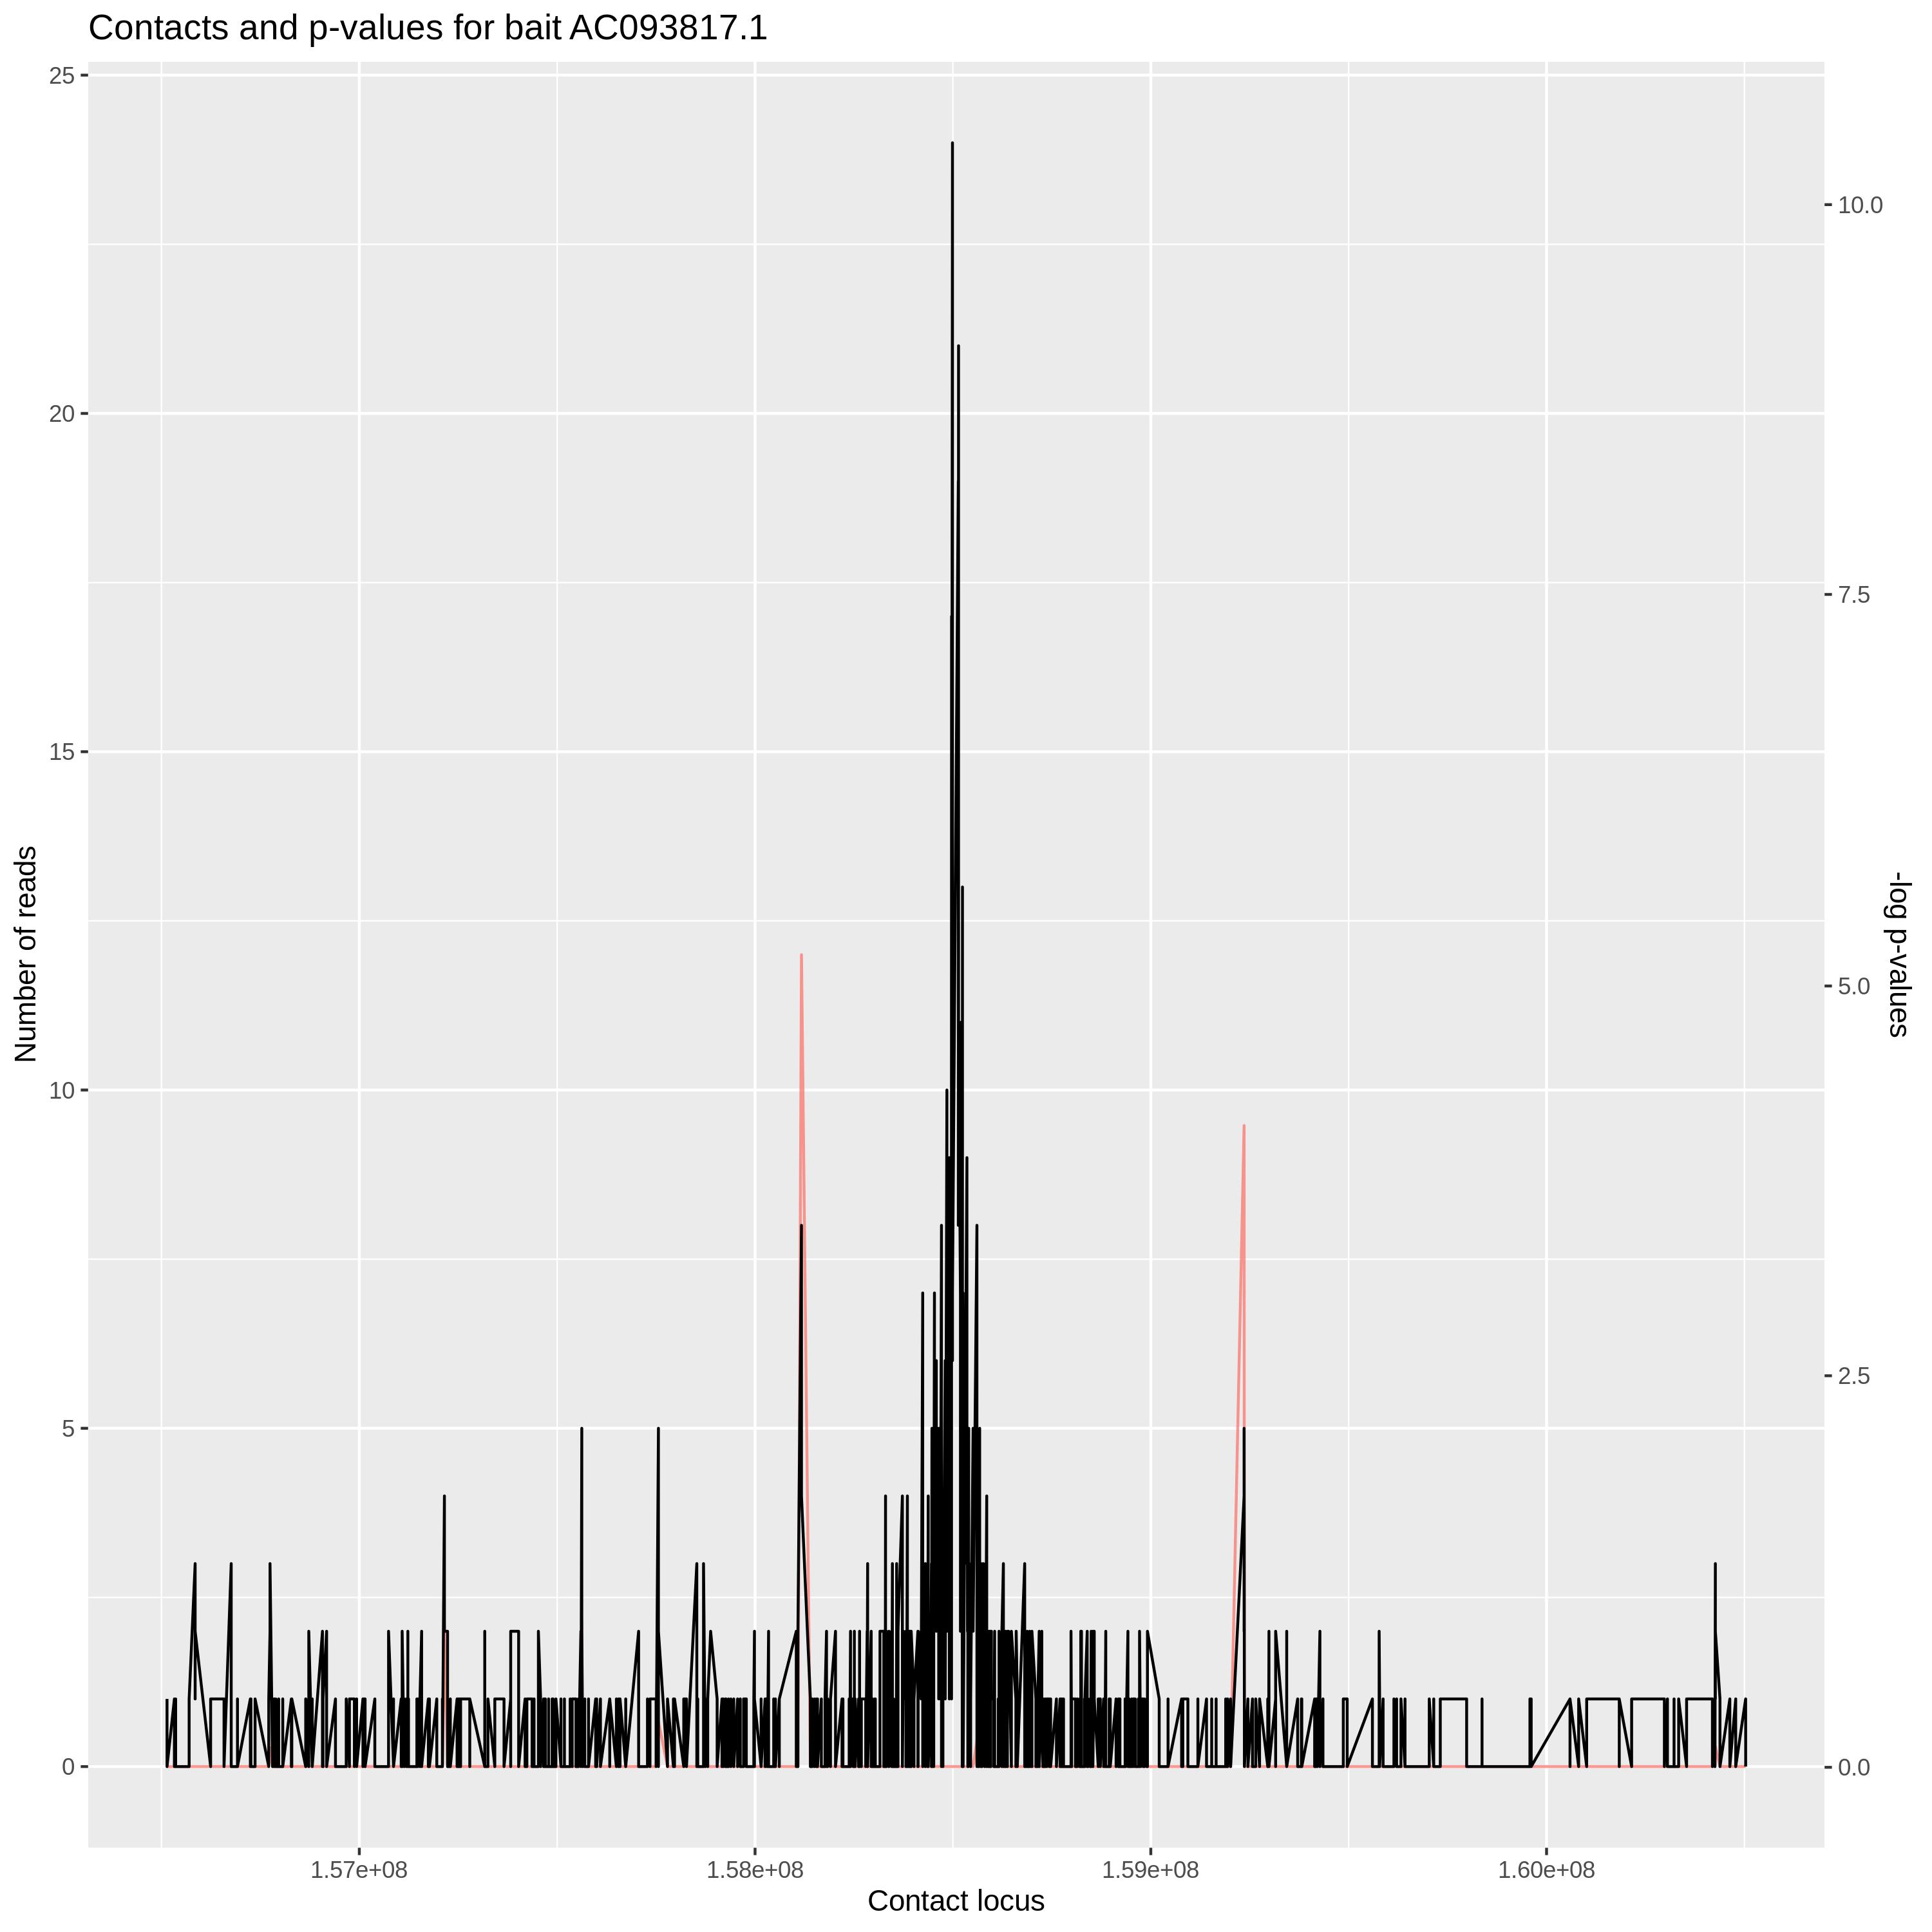 Contacts and p-values for bait AC093817.1
25
20
15
10
5
0
Number of reads
10.0
7.5
5.0
2.5
0.0
-log p-values
1.57e+08
1.58e+08
1.59e+08
1.60e+08
Contact locus